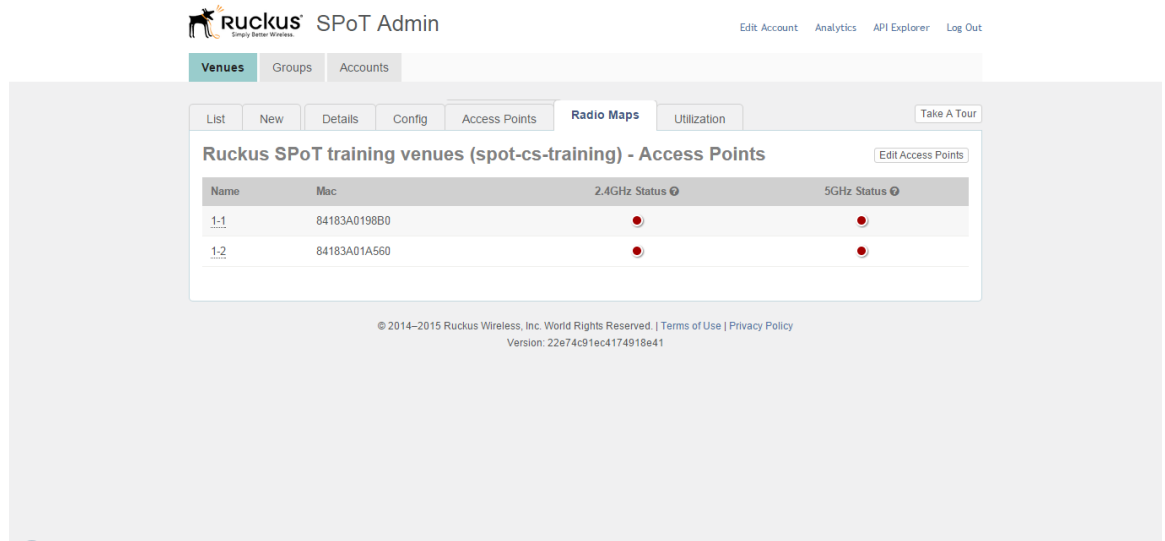 Ruckus SPoT Admin
Simply Better Wireless.
Edit Account Analytics API Explorer Log Out
Venues Groups Accounts
List New Details Config Access Points Radio Maps Utilization Take A Tour
Ruckus SPoT training venues (spot-cs-training) - Access Points Edit Access Points
Name Mac 2.4GHz Status ? 5GHz Status ?
1-1 84183A0198B0
1-2 84183A01A560
© 2014–2015 Ruckus Wireless, Inc. World Rights Reserved. | Terms of Use | Privacy Policy
Version: 22e74c91ec4174918e41